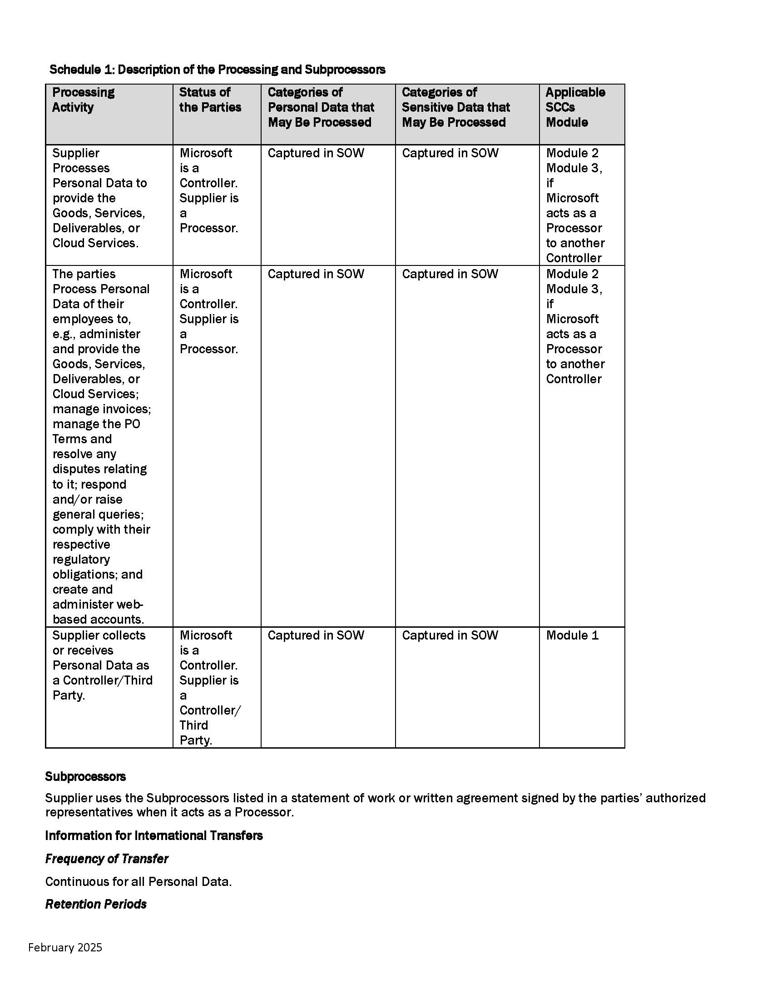 Schedule 1: Description of the Processing and Subprocessors
Processing
Activity
Status of
the Parties
Categories of
Personal Data that
May Be Processed
Categories of
Sensitive Data that
May Be Processed
Applicable
SCCs
Module
Supplier
Processes
Personal Data to
provide the
Goods, Services,
Deliverables, or
Cloud Services.
Microsoft
is a
Controller.
Supplier is
a
Processor.
Captured in SOW
Captured in SOW
Module 2
Module 3,
if
Microsoft
acts as a
Processor
to another
Controller
The parties
Process Personal
Data of their
employees to,
e.g., administer
and provide the
Goods, Services,
Deliverables, or
Cloud Services;
manage invoices;
manage the PO
Terms and
resolve any
disputes relating
to it; respond
and/or raise
general queries;
comply with their
respective
regulatory
obligations; and
create and
administer web-
based accounts.
Microsoft
is a
Controller.
Supplier is
a
Processor.
Captured in SOW
Captured in SOW
Module 2
Module 3,
if
Microsoft
acts as a
Processor
to another
Controller
Supplier collects
or receives
Personal Data as
a Controller/Third
Party.
Microsoft
is a
Controller.
Supplier is
a
Controller/
Third
Party.
Captured in SOW
Captured in SOW
Module 1
Subprocessors
Supplier uses the Subprocessors listed in a statement of work or written agreement signed by the parties’ authorized
representatives when it acts as a Processor.
Information for International Transfers
Frequency of Transfer
Continuous for all Personal Data.
Retention Periods
February 2025